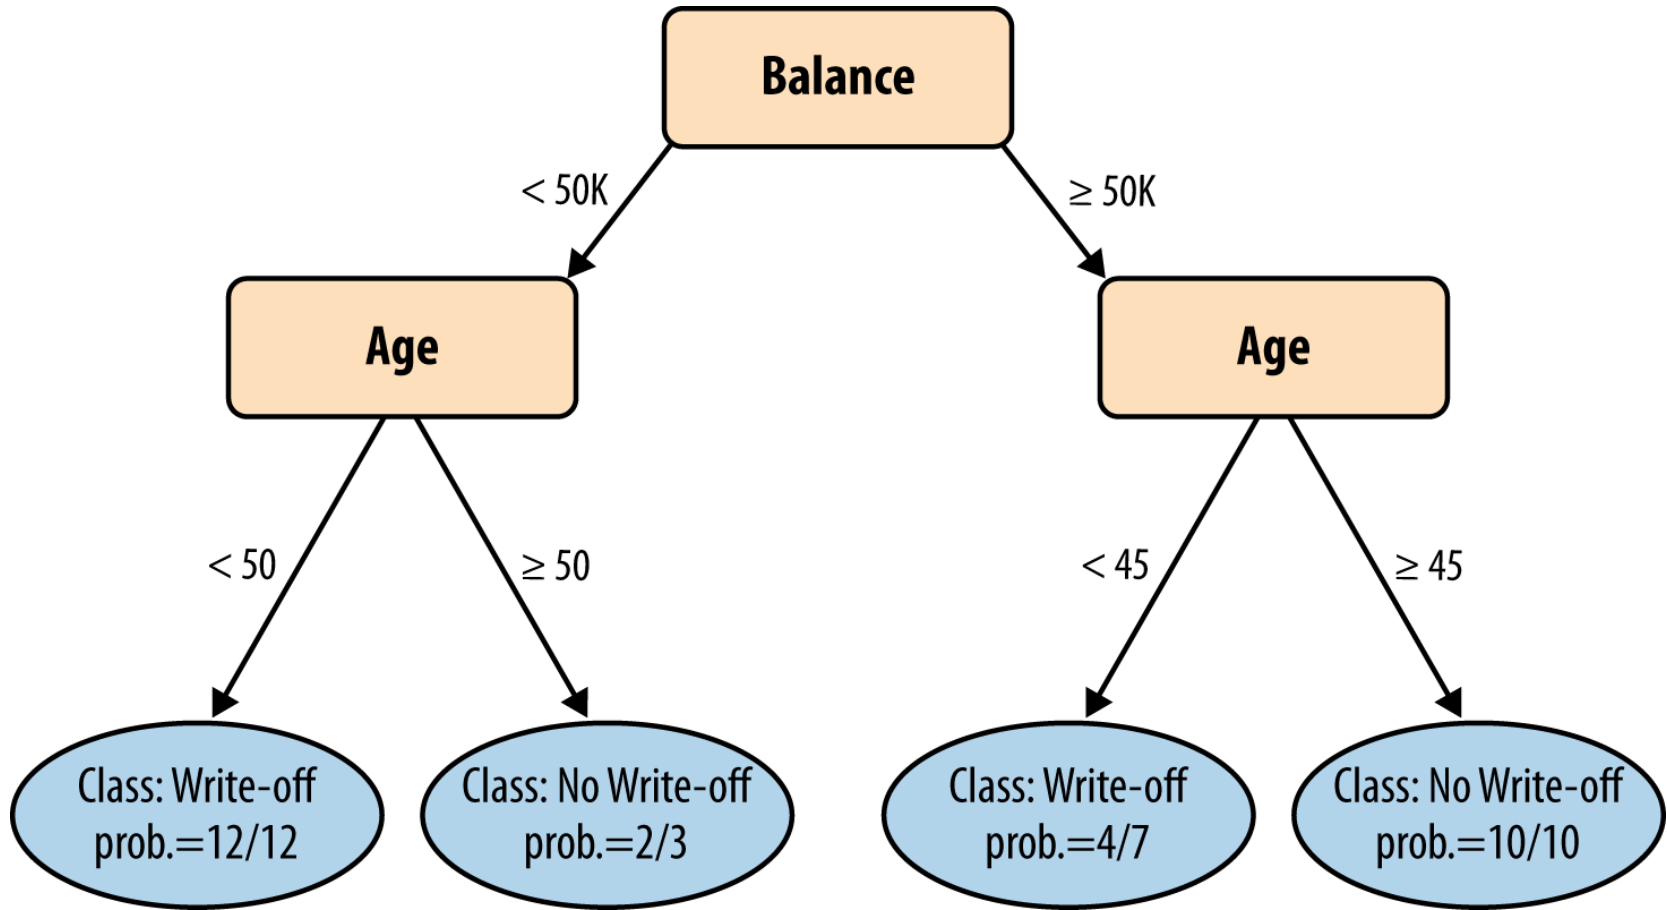 Balance
< 50K
≥ 50K
Age
Age
< 50
≥ 50
< 45
≥ 45
Class: Write-off
prob.=12/12
Class: No Write-off
prob.=2/3
Class: Write-off
prob.=4/7
Class: No Write-off
prob.=10/10